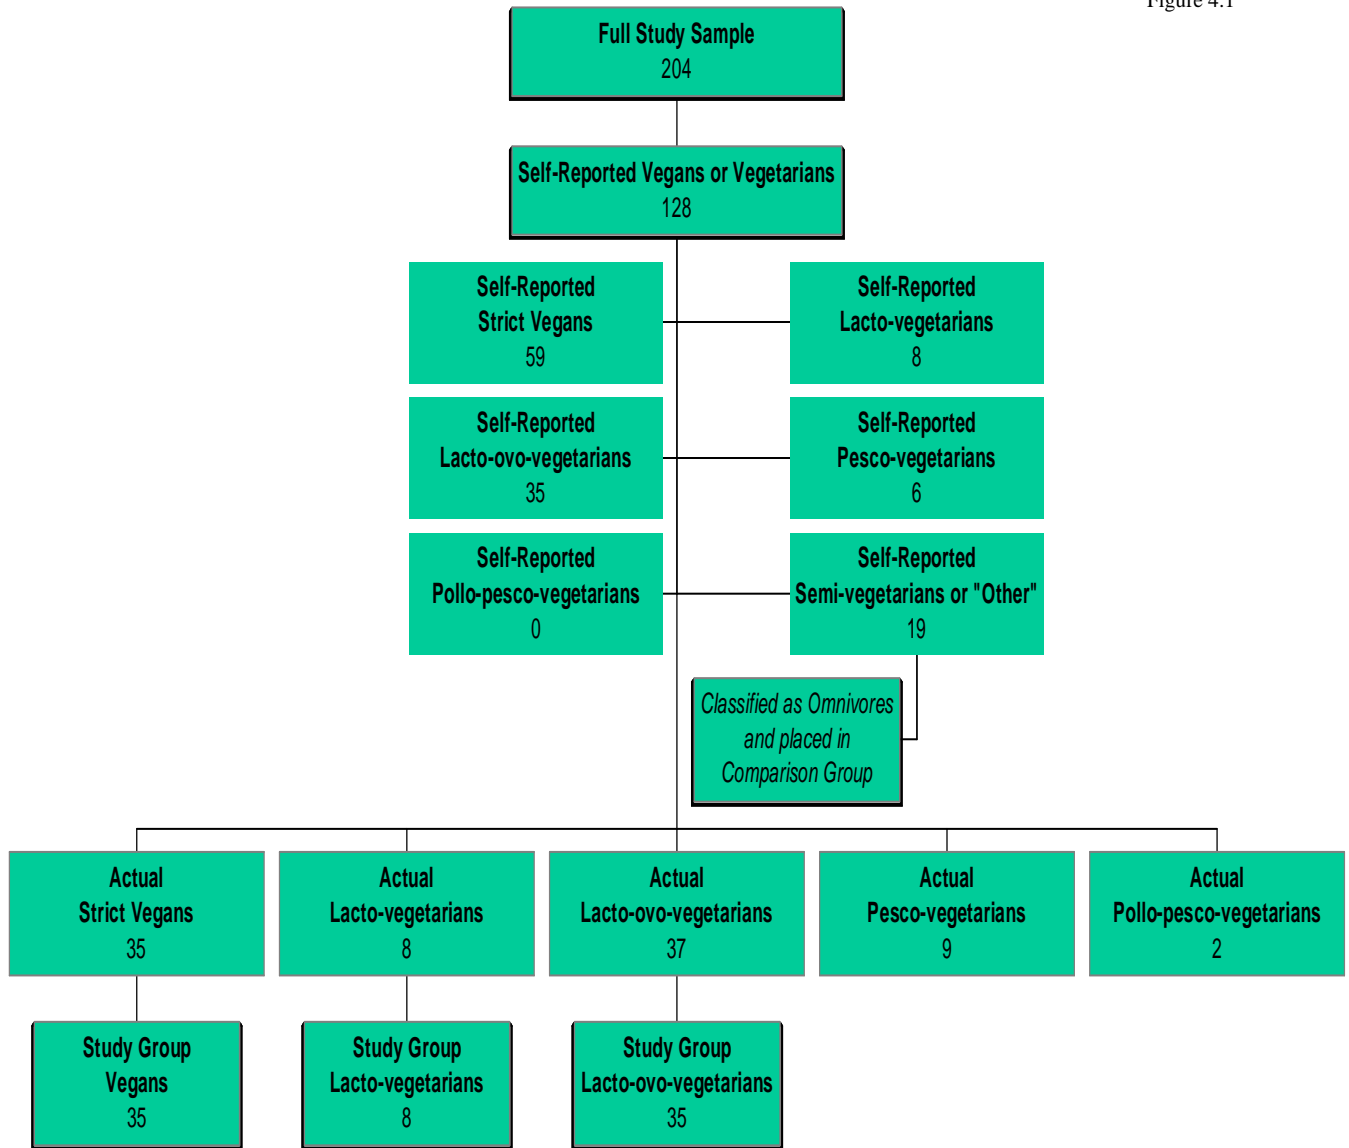 Figure 4.1
Full Study Sample
204
Self-Reported Vegans or Vegetarians
128
Self-Reported
Strict Vegans
59
Self-Reported
Lacto-vegetarians
8
Self-Reported
Lacto-ovo-vegetarians
35
Self-Reported
Pesco-vegetarians
6
Self-Reported
Pollo-pesco-vegetarians
0
Self-Reported
Semi-vegetarians or "Other"
19
Classified as Omnivores
and placed in
Comparison Group
Actual
Strict Vegans
35
Actual
Lacto-vegetarians
8
Actual
Lacto-ovo-vegetarians
37
Actual
Pesco-vegetarians
9
Actual
Pollo-pesco-vegetarians
2
Study Group
Vegans
35
Study Group
Lacto-vegetarians
8
Study Group
Lacto-ovo-vegetarians
35